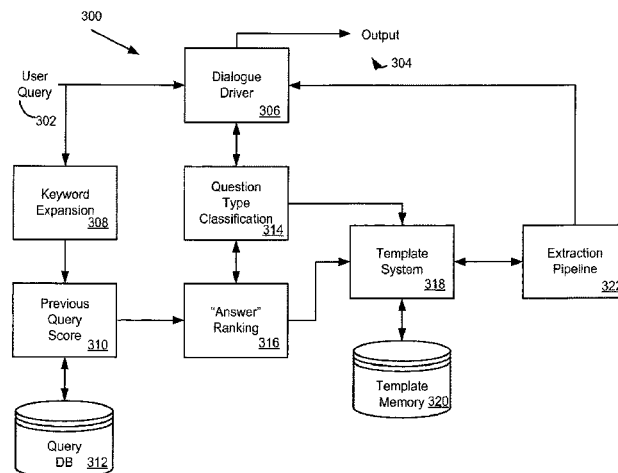 300
Output
304
User
Query
302
Dialogue
Driver
306
Keyword
Expansion
308
Question
Type
Classification
314
Template
System
318
Extraction
Pipeline
322
Previous
Query
Score
310
"Answer"
Ranking
316
Template
Memory 320
Query
DB 312